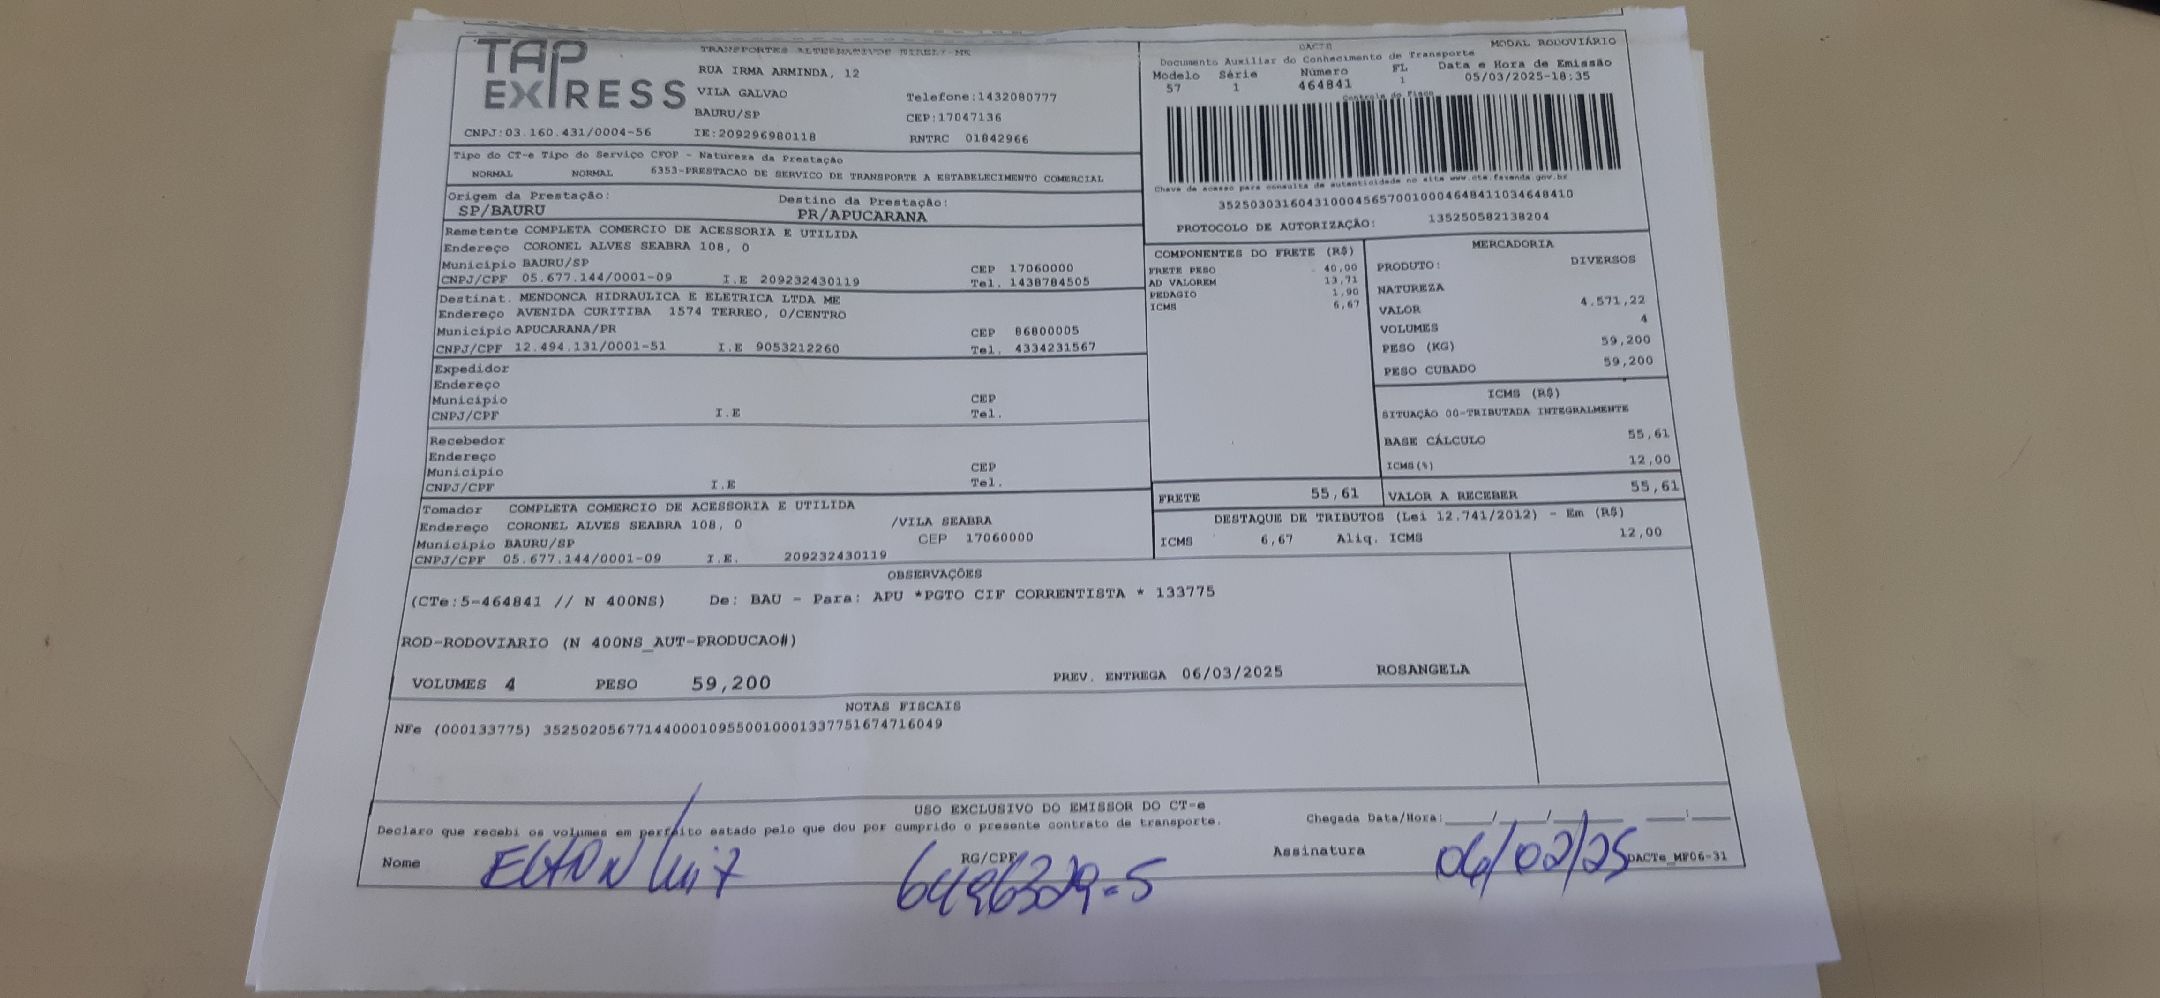 TAP EXPRESS
TRANSPORTES ALTERNATIVOS EIRELI-ME
RUA IRMA ARMINDA, 12
VILA GALVAO Telefone:1432080777
BAURU/SP CEP:17047136
CNPJ:03.160.431/0004-56 IE:209296980118 RNTRC 01842966
DACTE MODAL RODOVIÁRIO
Documento Auxiliar do Conhecimento de Transporte
Modelo Série Número FL Data e Hora de Emissão
57 1 464841 1 05/03/2025-18:35
Controle do Fisco
Chave de acesso para consulta de autenticidade no site www.cte.fazenda.gov.br
35250303160431000456570010004648411034648410
PROTOCOLO DE AUTORIZAÇÃO: 135250582138204
Tipo do CT-e Tipo do Serviço CFOP - Natureza da Prestação
NORMAL NORMAL 6353-PRESTACAO DE SERVICO DE TRANSPORTE A ESTABELECIMENTO COMERCIAL
Origem da Prestação: Destino da Prestação:
SP/BAURU PR/APUCARANA
Remetente COMPLETA COMERCIO DE ACESSORIA E UTILIDA
Endereço CORONEL ALVES SEABRA 108, 0
Município BAURU/SP CEP 17060000
CNPJ/CPF 05.677.144/0001-09 I.E 209232430119 Tel. 1438784505
Destinat. MENDONCA HIDRAULICA E ELETRICA LTDA ME
Endereço AVENIDA CURITIBA 1574 TERREO, 0/CENTRO
Município APUCARANA/PR CEP 86800005
CNPJ/CPF 12.494.131/0001-51 I.E 9053212260 Tel. 4334231567
Expedidor
Endereço
Município CEP
CNPJ/CPF I.E Tel.
Recebedor
Endereço
Município CEP
CNPJ/CPF I.E Tel.
Tomador COMPLETA COMERCIO DE ACESSORIA E UTILIDA
Endereço CORONEL ALVES SEABRA 108, 0 /VILA SEABRA
Município BAURU/SP CEP 17060000
CNPJ/CPF 05.677.144/0001-09 I.E. 209232430119
COMPONENTES DO FRETE (R$)
FRETE PESO 40,00
AD VALOREM 13,71
PEDAGIO 1,90
ICMS 6,67
FRETE 55,61
MERCADORIA
PRODUTO: DIVERSOS
NATUREZA
VALOR 4.571,22
VOLUMES 4
PESO (KG) 59,200
PESO CUBADO 59,200
ICMS (R$)
SITUAÇÃO 00-TRIBUTADA INTEGRALMENTE
BASE CÁLCULO 55,61
ICMS(%) 12,00
VALOR A RECEBER 55,61
DESTAQUE DE TRIBUTOS (Lei 12.741/2012) - Em (R$)
ICMS 6,67 Aliq. ICMS 12,00
OBSERVAÇÕES
(CTe:5-464841 // N 400NS) De: BAU - Para: APU *PGTO CIF CORRENTISTA * 133775
ROD-RODOVIARIO (N 400NS_AUT-PRODUCAO#)
VOLUMES 4 PESO 59,200 PREV. ENTREGA 06/03/2025 ROSANGELA
NOTAS FISCAIS
NFe (000133775) 35250205677144000109550010001337751674716049
USO EXCLUSIVO DO EMISSOR DO CT-e
Declaro que recebi os volumes em perfeito estado pelo que dou por cumprido o presente contrato de transporte. Chegada Data/Hora:____/____/______ ____:____
Nome ELTON Luiz RG/CPF 6496329-5 Assinatura 06/02/25 DACTe_MF06-31